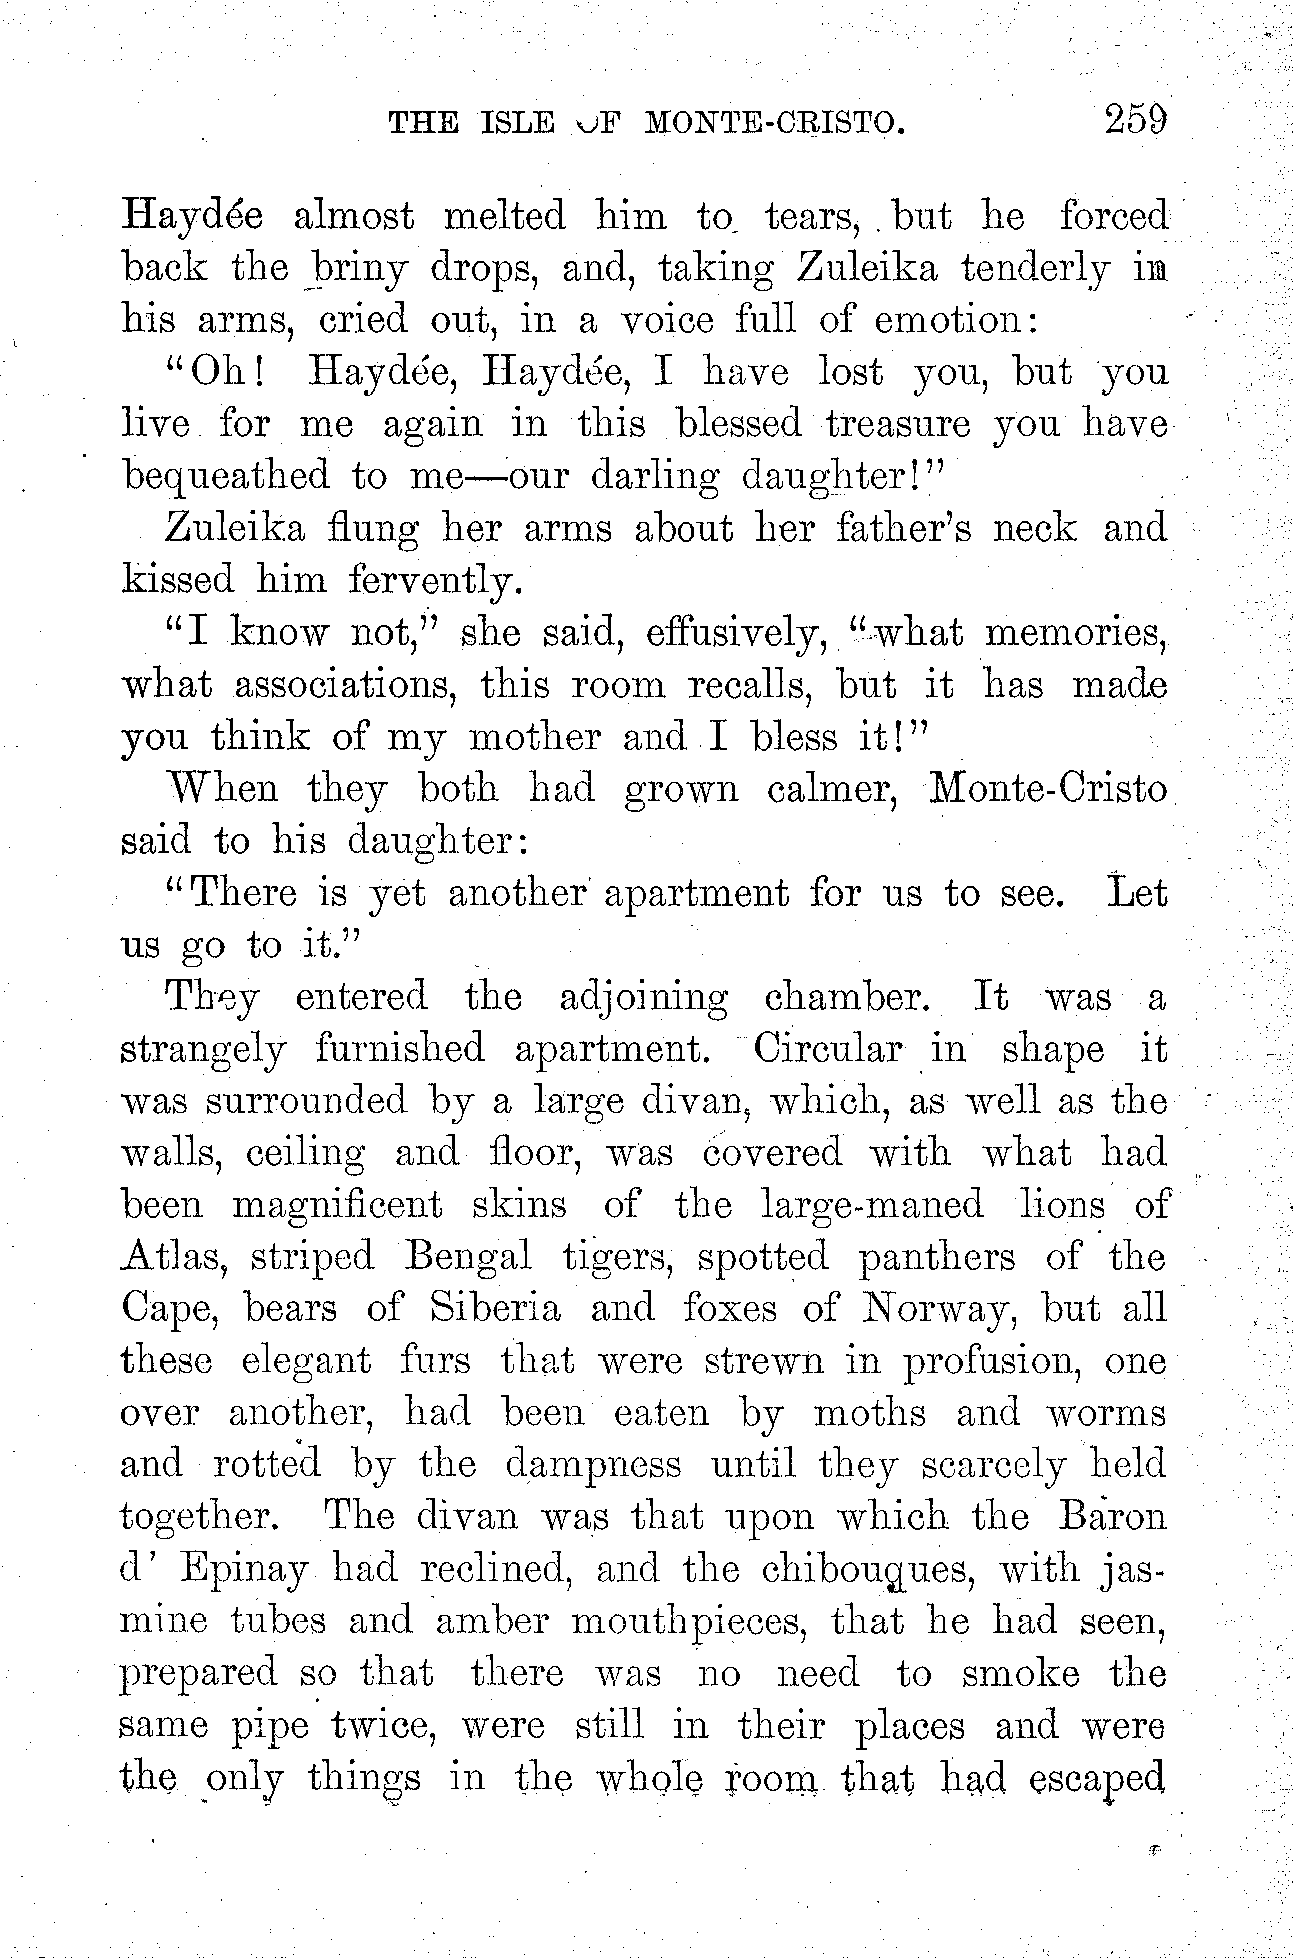 THE ISLE OF MONTE-CRISTO. 259
Haydée almost melted him to tears, but he forced
back the briny drops, and, taking Zuleika tenderly in
his arms, cried out, in a voice full of emotion:
"Oh! Haydée, Haydée, I have lost you, but you
live for me again in this blessed treasure you have
bequeathed to me—our darling daughter!"
Zuleika flung her arms about her father's neck and
kissed him fervently.
"I know not," she said, effusively, "what memories,
what associations, this room recalls, but it has made
you think of my mother and I bless it!"
When they both had grown calmer, Monte-Cristo
said to his daughter:
"There is yet another apartment for us to see. Let
us go to it."
They entered the adjoining chamber. It was a
strangely furnished apartment. Circular in shape it
was surrounded by a large divan, which, as well as the
walls, ceiling and floor, was covered with what had
been magnificent skins of the large-maned lions of
Atlas, striped Bengal tigers, spotted panthers of the
Cape, bears of Siberia and foxes of Norway, but all
these elegant furs that were strewn in profusion, one
over another, had been eaten by moths and worms
and rotted by the dampness until they scarcely held
together. The divan was that upon which the Baron
d' Epinay had reclined, and the chibouques, with jas-
mine tubes and amber mouthpieces, that he had seen,
prepared so that there was no need to smoke the
same pipe twice, were still in their places and were
the only things in the whole room that had escaped